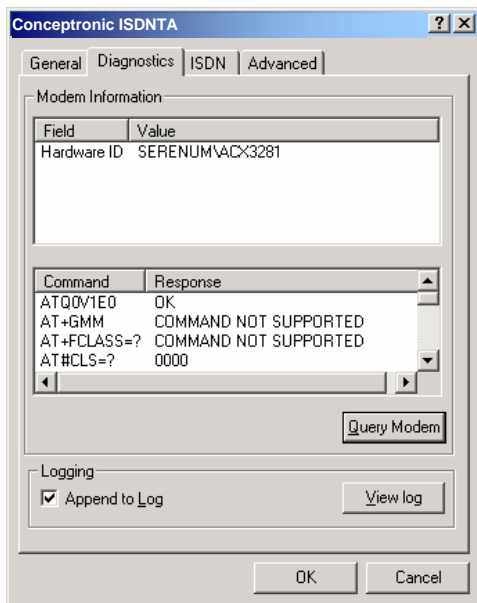 Conceptronic ISDNTA
General Diagnostics ISDN Advanced
Modem Information
Field Value
Hardware ID SERENUM\ACX3281
Command Response
ATQ0V1E0 OK
AT+GMM COMMAND NOT SUPPORTED
AT+FCLASS=? COMMAND NOT SUPPORTED
AT#CLS=? 0000
Query Modem
Logging
Append to Log
View log
OK Cancel